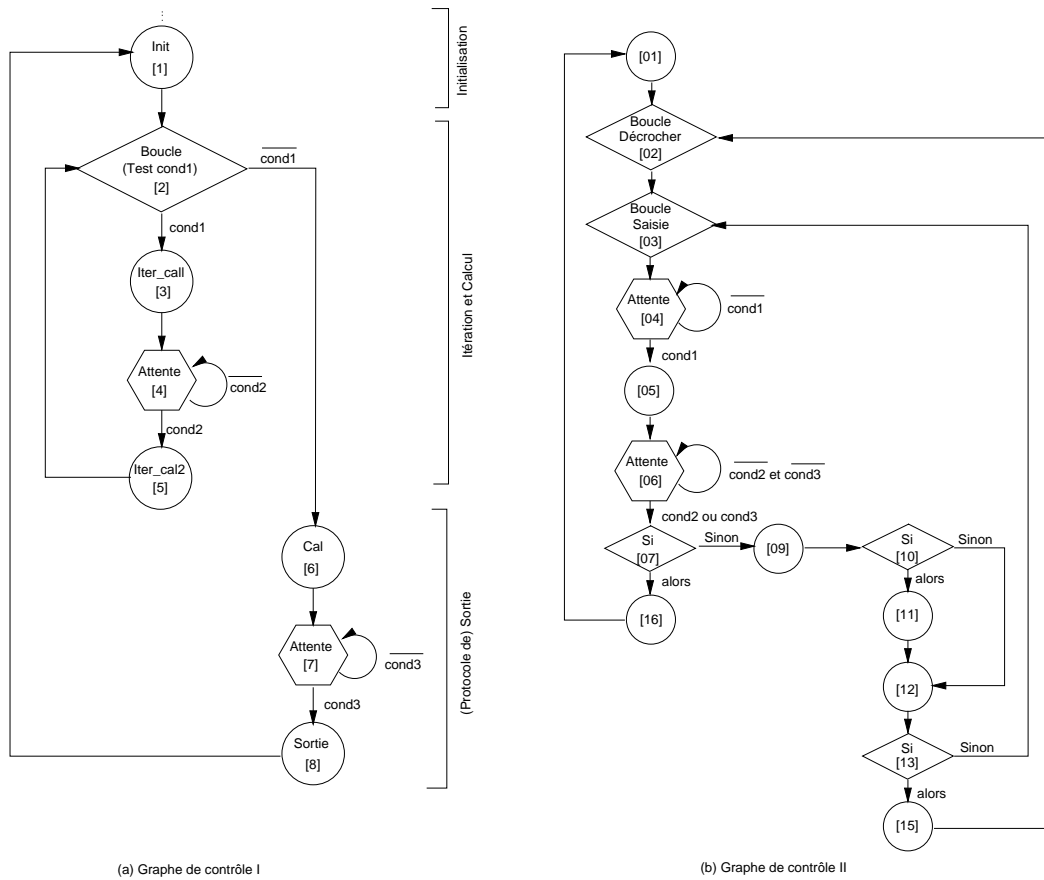 Init
[1]
Boucle
(Test cond1)
[2]
cond1
cond1
Iter_call
[3]
Attente
[4]
cond2
cond2
Iter_cal2
[5]
Cal
[6]
Attente
[7]
cond3
cond3
Sortie
[8]
Initialisation
Itération et Calcul
(Protocole de) Sortie
(a) Graphe de contrôle I
[01]
Boucle
Décrocher
[02]
Boucle
Saisie
[03]
Attente
[04]
cond1
cond1
[05]
Attente
[06]
cond2 et cond3
cond2 ou cond3
Si
[07]
Sinon
alors
[09]
Si
[10]
Sinon
alors
[16]
[11]
[12]
Si
[13]
Sinon
alors
[15]
(b) Graphe de contrôle II